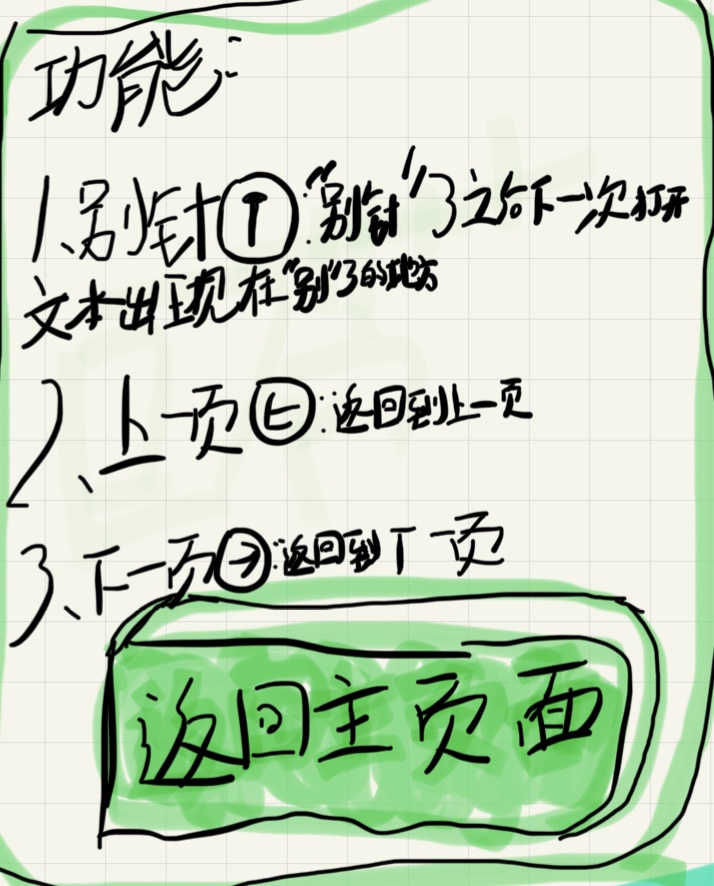 功能:
1、别针:“别针”了之后下一次打开
文本出现在“别”了的地方
2、上一页:返回到上一页
3、下一页:返回到下一页
返回主页面